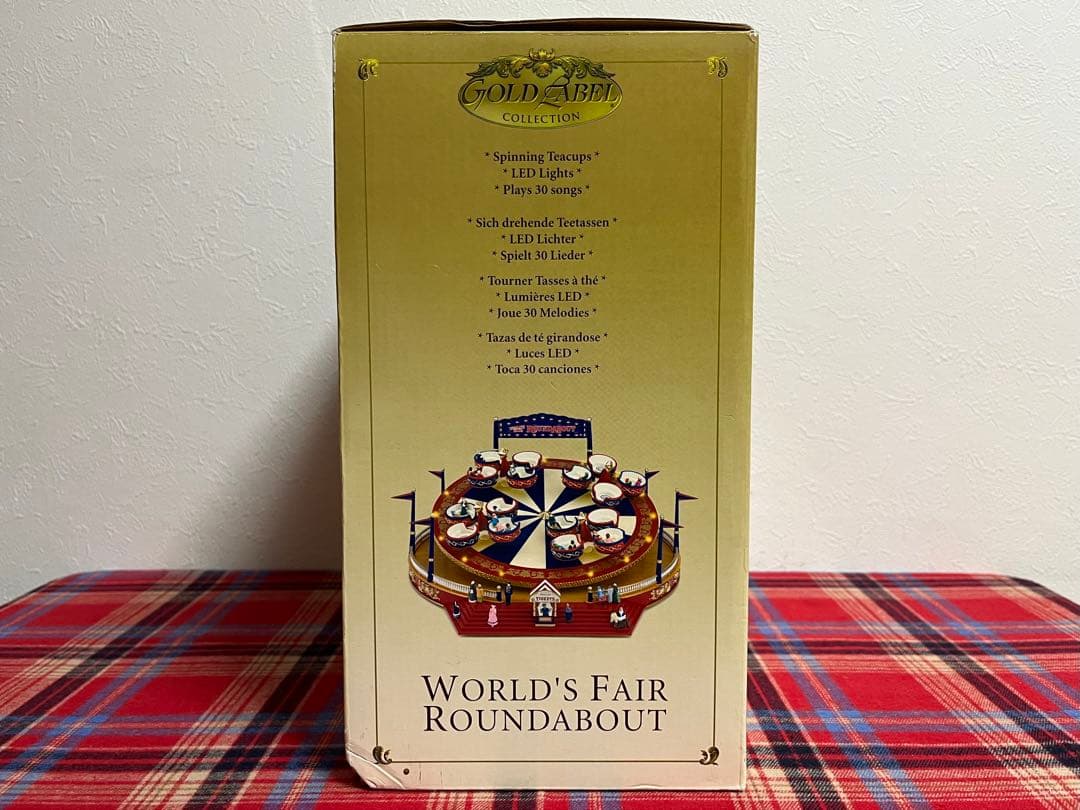 GOLD LABEL
COLLECTION
* Spinning Teacups *
* LED Lights *
* Plays 30 songs *
* Sich drehende Teetassen *
* LED Lichter *
* Spielt 30 Lieder *
* Tourner Tasses à thé *
* Lumières LED *
* Joue 30 Melodies *
* Tazas de té girandose *
* Luces LED *
* Toca 30 canciones *
ROUNDABOUT
TICKETS
WORLD'S FAIR
ROUNDABOUT